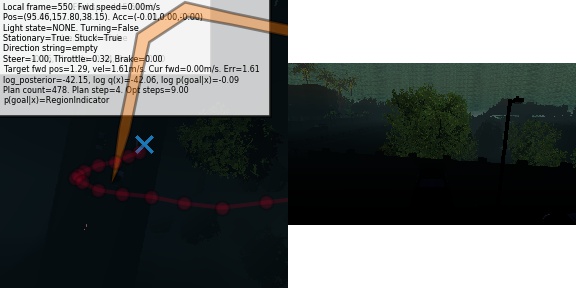 Local frame=550. Fwd speed=0.00m/s
Pos=(95.46,157.80,38.15). Acc=(-0.01,0.00,-0.00)
Light state=NONE. Turning=False
Stationary=True. Stuck=True
Direction string=empty
Steer=1.00, Throttle=0.32, Brake=0.00
Target fwd pos=1.29, vel=1.61m/s. Cur fwd=0.00m/s. Err=1.61
log_posterior=-42.15, log q(x)=-42.06, log p(goal|x)=-0.09
Plan count=478. Plan step=4. Opt steps=9.00
p(goal|x)=RegionIndicator